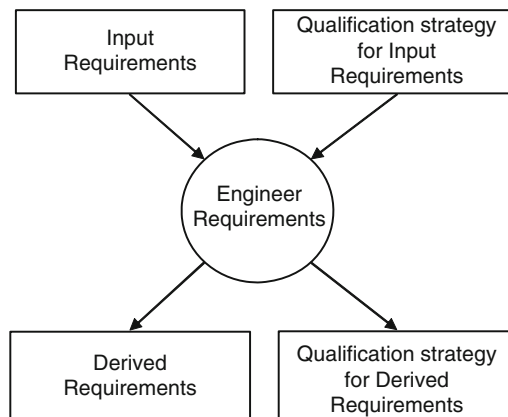 Input
Requirements
Qualification strategy
for Input
Requirements
Engineer
Requirements
Derived
Requirements
Qualification strategy
for Derived
Requirements